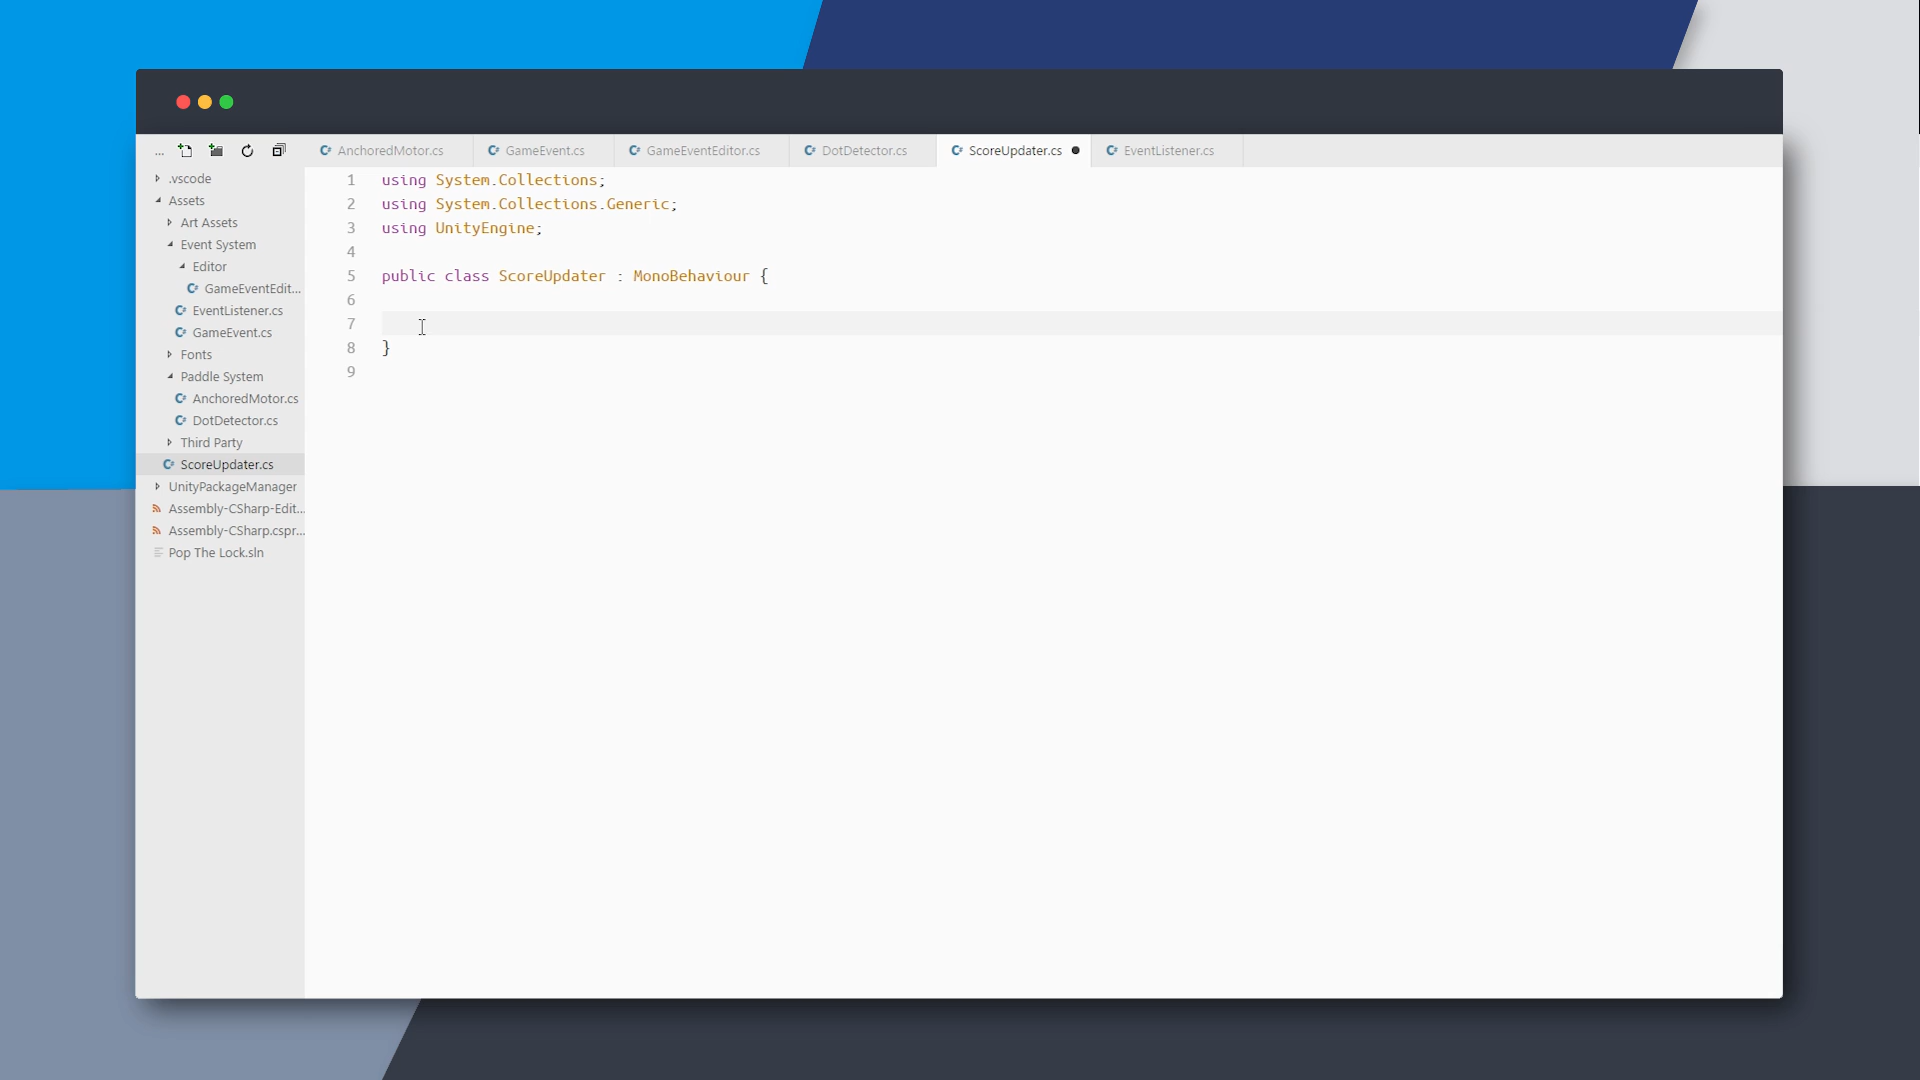 ...
AnchoredMotor.cs
GameEvent.cs
GameEventEditor.cs
DotDetector.cs
ScoreUpdater.cs
EventListener.cs
.vscode
Assets
Art Assets
Event System
Editor
GameEventEdit...
EventListener.cs
GameEvent.cs
Fonts
Paddle System
AnchoredMotor.cs
DotDetector.cs
Third Party
ScoreUpdater.cs
UnityPackageManager
Assembly-CSharp-Edit...
Assembly-CSharp.cspr...
Pop The Lock.sln
1 using System.Collections;
2 using System.Collections.Generic;
3 using UnityEngine;
4
5 public class ScoreUpdater : MonoBehaviour {
6
7
8 }
9